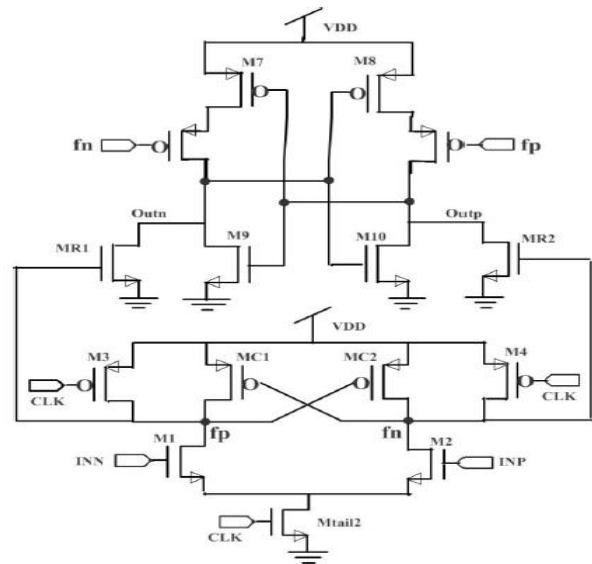 VDD
M7 M8
fn fp
Outn Outp
MR1 M9 M10 MR2
VDD
M3 MC1 MC2 M4
CLK CLK
fp fn
M1 M2
INN INP
Mtail2
CLK